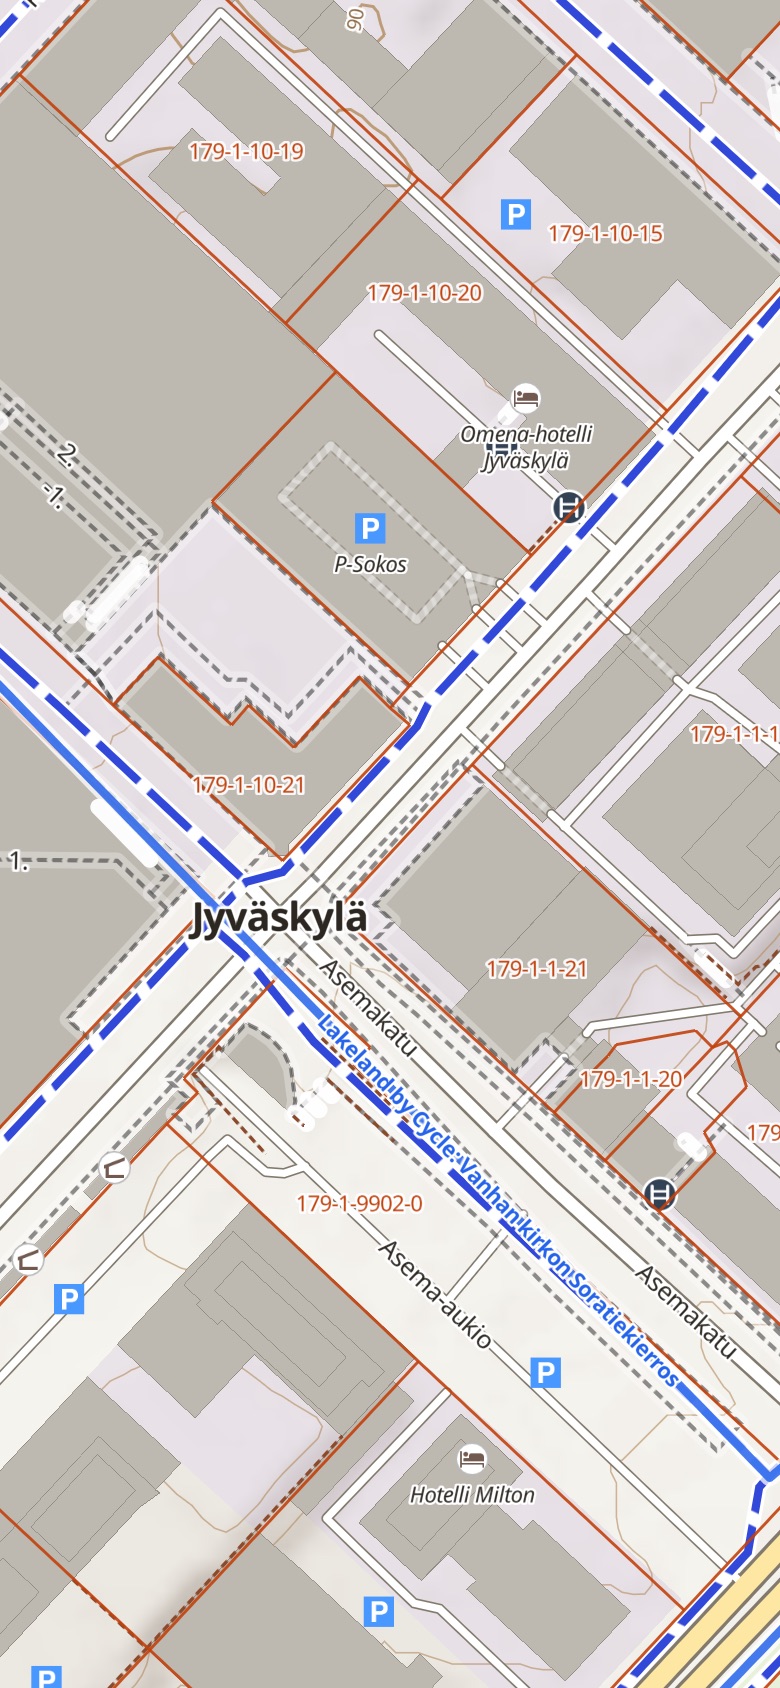 90
179-1-10-19
P
179-1-10-15
179-1-10-20
Omena-hotelli
Jyväskylä
2.
-1.
P
P-Sokos
179-1-1-1
179-1-10-21
1.
Jyväskylä
Asemakatu
179-1-1-21
Lakeland by Cycle: Vanhan kirkon Soratiekierros
179-1-1-20
179
179-1-9902-0
Asema-aukio
Asemakatu
P
P
Hotelli Milton
P
P